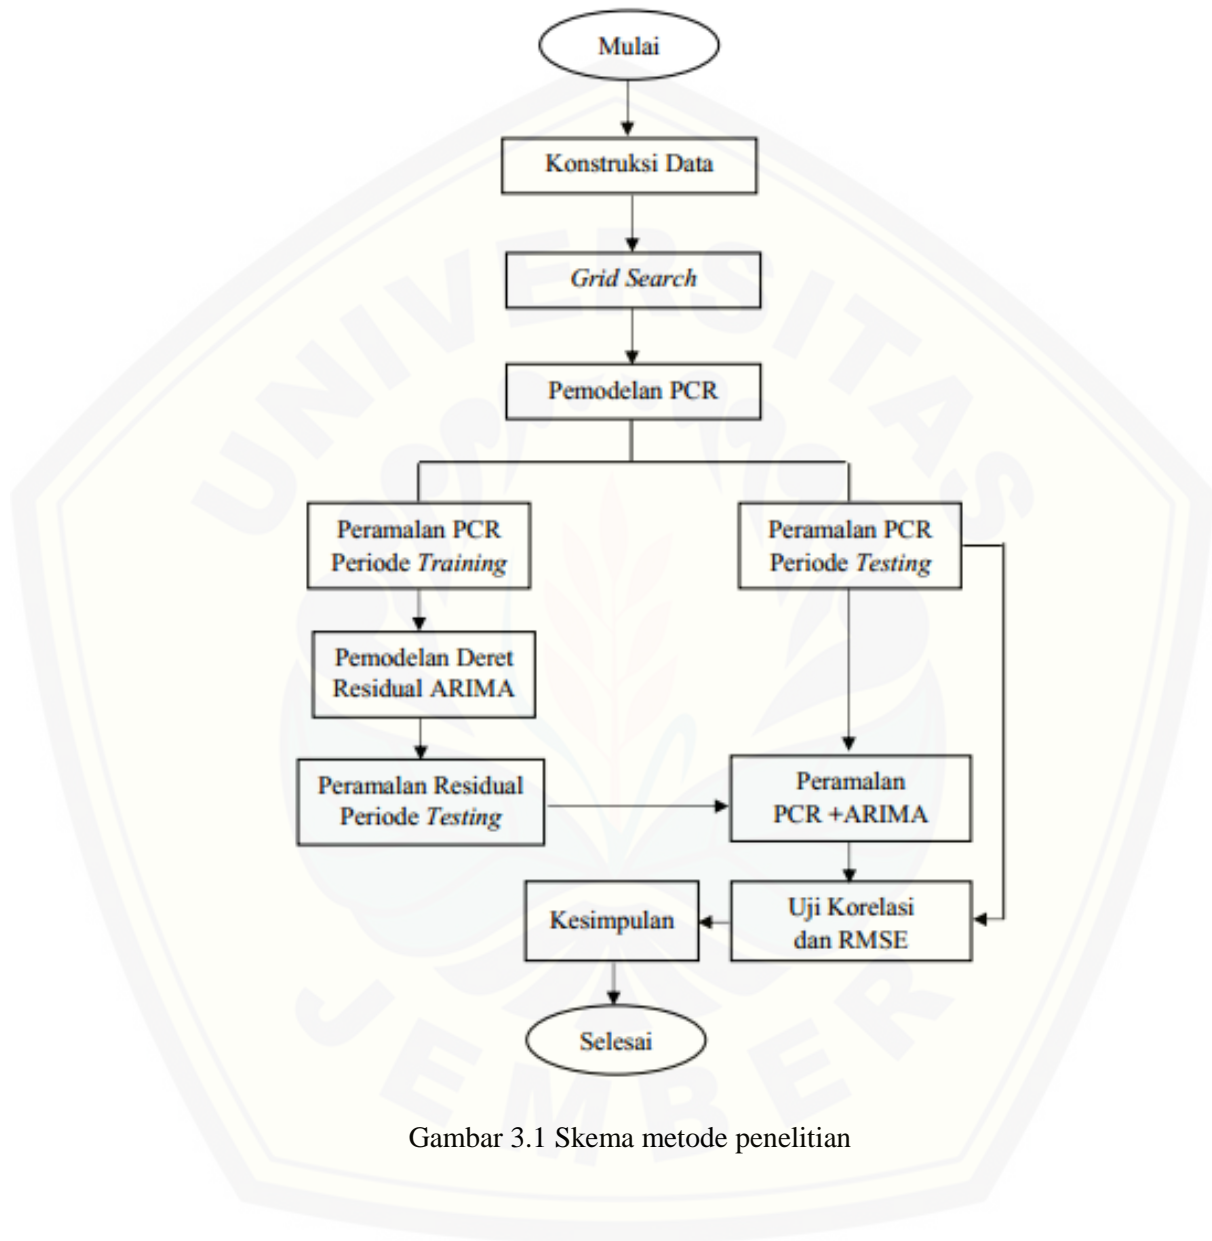 Mulai
Konstruksi Data
Grid Search
Pemodelan PCR
Peramalan PCR
Periode Training
Peramalan PCR
Periode Testing
Pemodelan Deret
Residual ARIMA
Peramalan Residual
Periode Testing
Peramalan
PCR +ARIMA
Kesimpulan
Uji Korelasi
dan RMSE
Selesai
Gambar 3.1 Skema metode penelitian
UNIVERSITAS
JEMBER